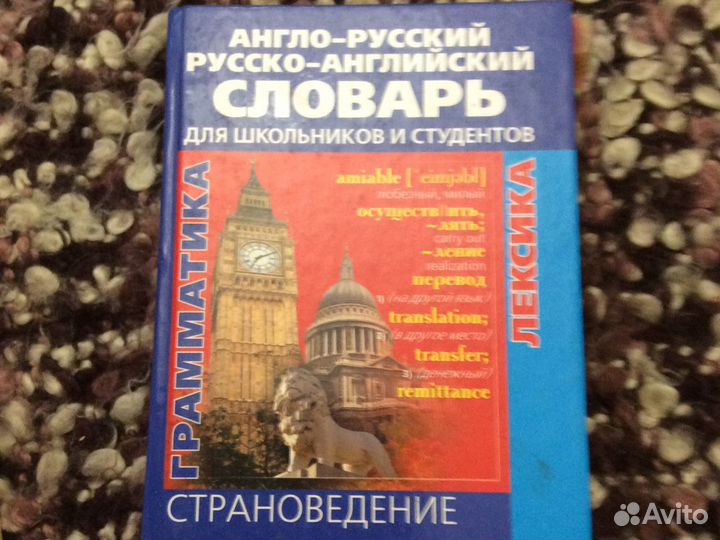 АНГЛО-РУССКИЙ
РУССКО-АНГЛИЙСКИЙ
СЛОВАРЬ
ДЛЯ ШКОЛЬНИКОВ И СТУДЕНТОВ
ГРАММАТИКА
amiable [ˈeimjəbl]
любезный, милый
осуществ||ить,
~лять;
carry out
~ление
realization
перевод
1) (на другой язык)
translation;
2) (в другое место)
transfer;
3) (денежный)
remittance
ЛЕКСИКА
СТРАНОВЕДЕНИЕ
Avito